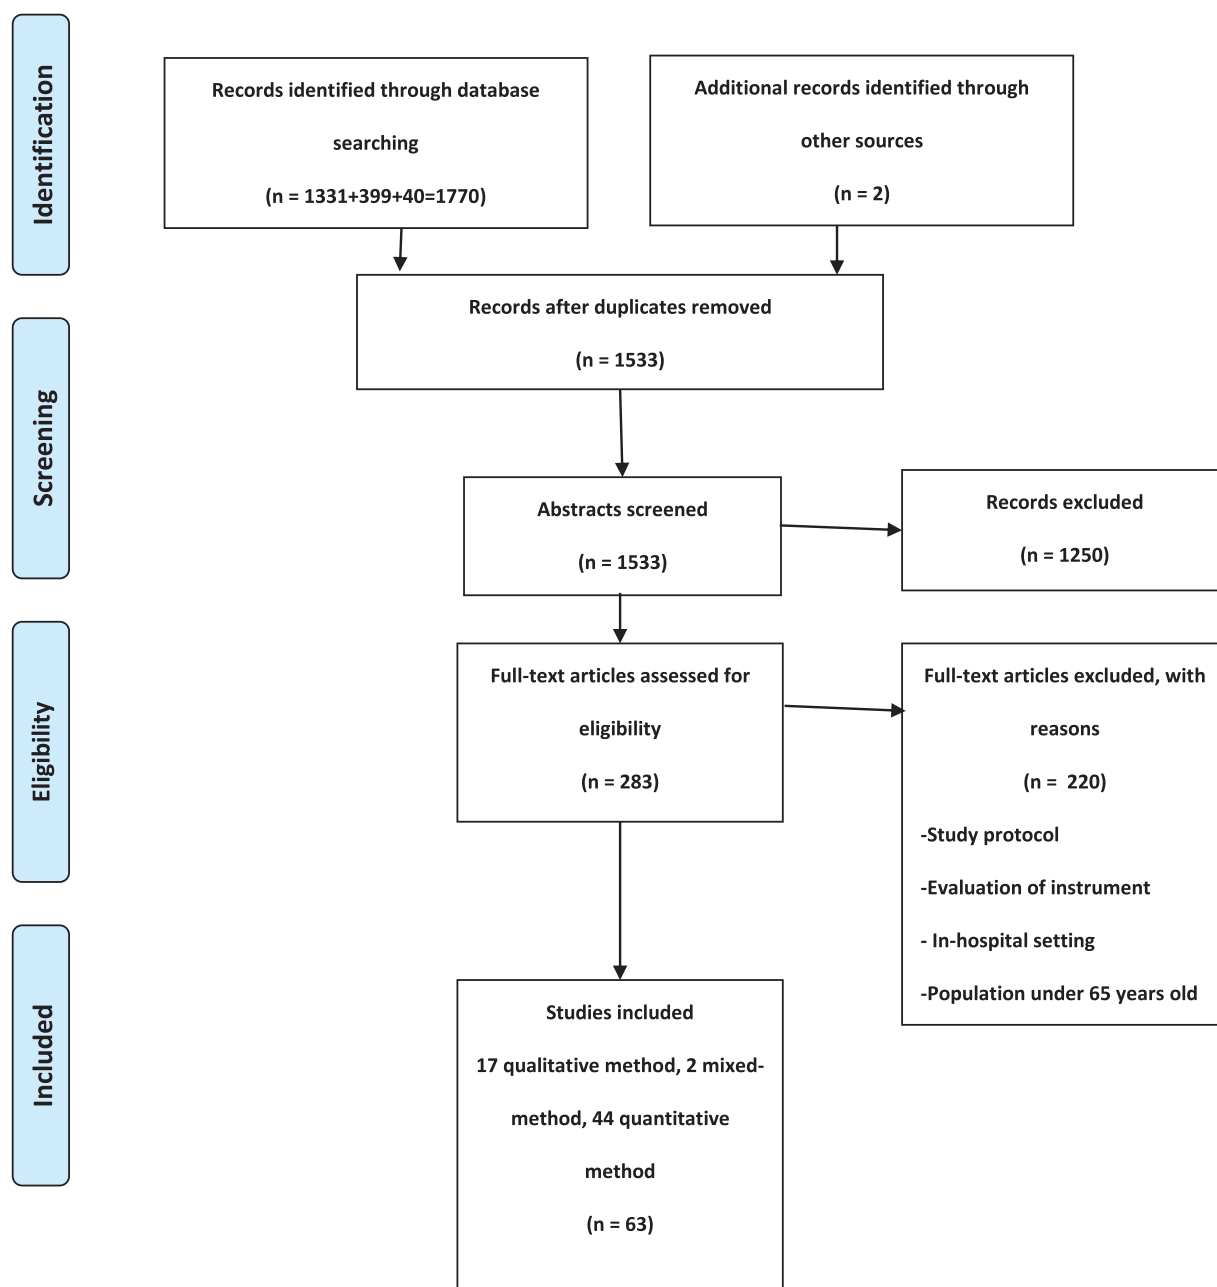 Identification
Records identified through database
searching
(n = 1331+399+40=1770)
Additional records identified through
other sources
(n = 2)
Records after duplicates removed
(n = 1533)
Screening
Abstracts screened
(n = 1533)
Records excluded
(n = 1250)
Eligibility
Full-text articles assessed for
eligibility
(n = 283)
Full-text articles excluded, with
reasons
(n =  220)
-Study protocol
-Evaluation of instrument
- In-hospital setting
-Population under 65 years old
Included
Studies included
17 qualitative method, 2 mixed-
method, 44 quantitative
method
(n = 63)